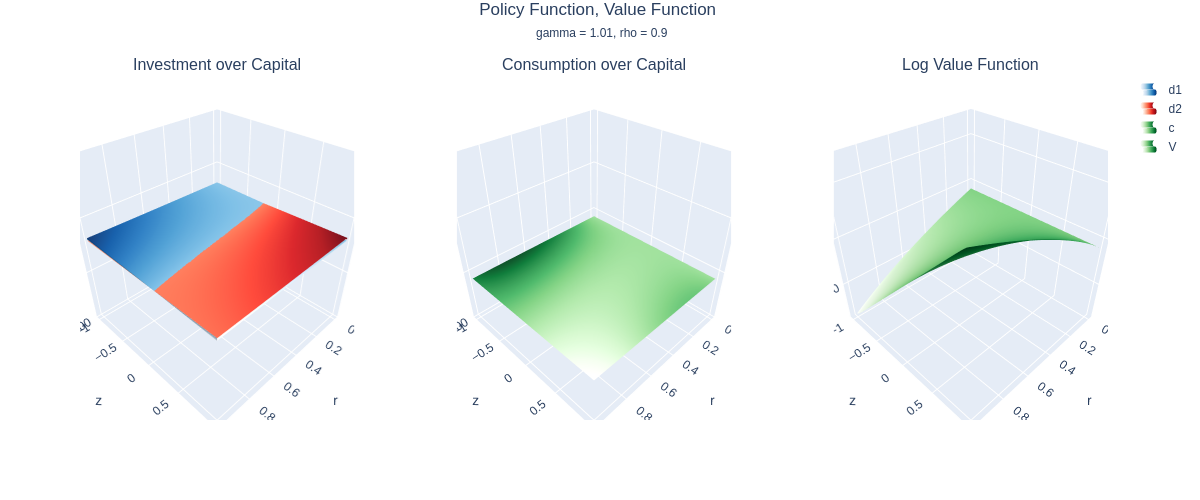 Policy Function, Value Function
gamma = 1.01, rho = 0.9
Investment over Capital
Consumption over Capital
Log Value Function
d1
d2
c
V
−0.5
0
0.5
z
0
0.2
0.4
0.6
0.8
r
−0.5
0
0.5
z
0
0.2
0.4
0.6
0.8
r
0
−1
−0.5
0
0.5
z
0
0.2
0.4
0.6
0.8
r